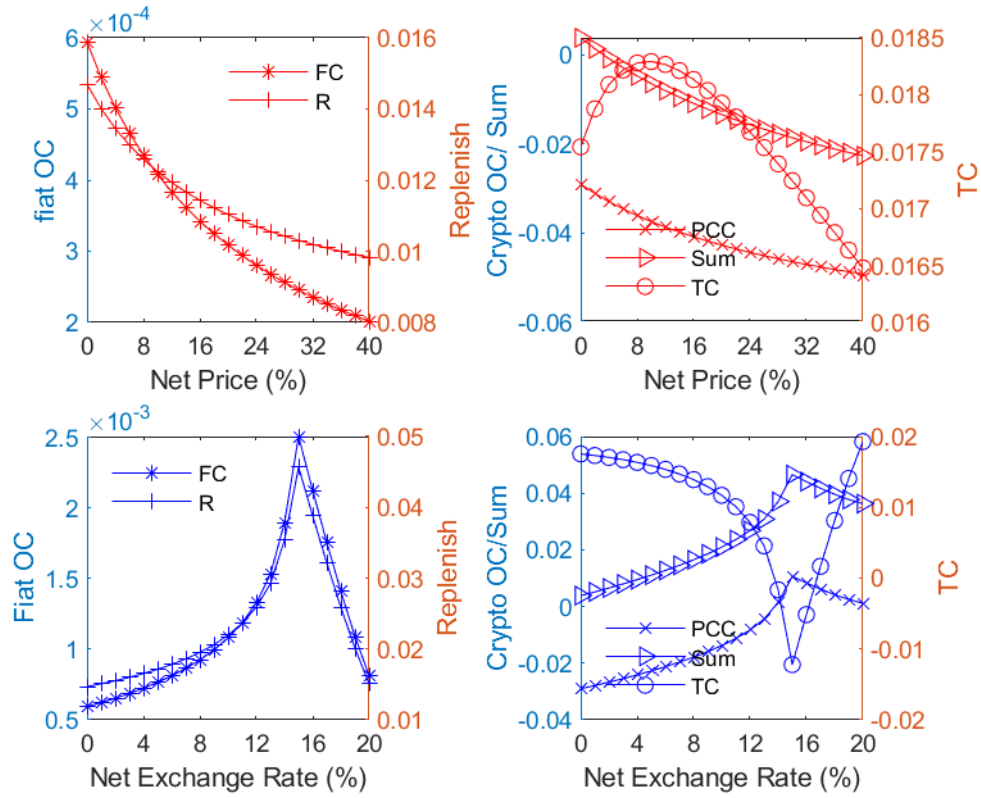 ×10⁻⁴
6
5
4
3
2
fiat OC
0.016
0.014
0.012
0.01
0.008
Replenish
FC
R
0 8 16 24 32 40
Net Price (%)
0
-0.02
-0.04
-0.06
Crypto OC/ Sum
0.0185
0.018
0.0175
0.017
0.0165
0.016
TC
PCC
Sum
TC
0 8 16 24 32 40
Net Price (%)
×10⁻³
2.5
2
1.5
1
0.5
Fiat OC
0.05
0.04
0.03
0.02
0.01
Replenish
FC
R
0 4 8 12 16 20
Net Exchange Rate (%)
0.06
0.04
0.02
0
-0.02
-0.04
Crypto OC/Sum
0.02
0.01
0
-0.01
-0.02
TC
PCC
Sum
TC
0 4 8 12 16 20
Net Exchange Rate (%)